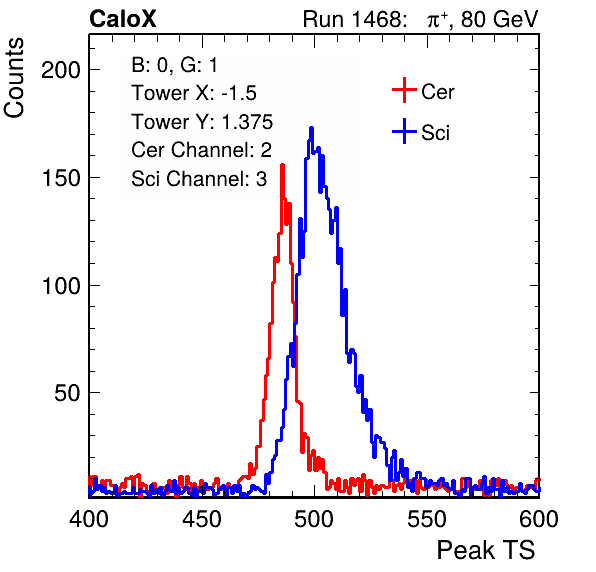 CaloX Run 1468: π⁺, 80 GeV
Counts
B: 0, G: 1
Tower X: -1.5
Tower Y: 1.375
Cer Channel: 2
Sci Channel: 3
Cer
Sci
200
150
100
50
400 450 500 550 600
Peak TS